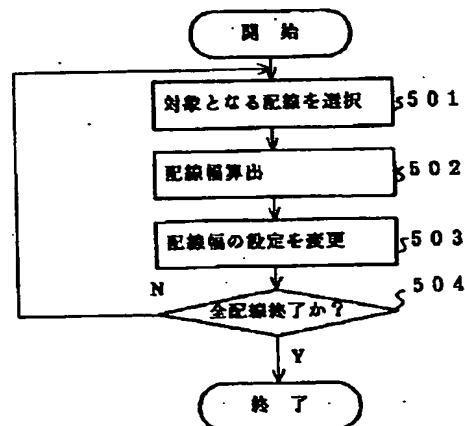 開 始
対象となる配線を選択 501
配線幅算出 502
配線幅の設定を変更 503
504
N
全配線終了か?
Y
終 了